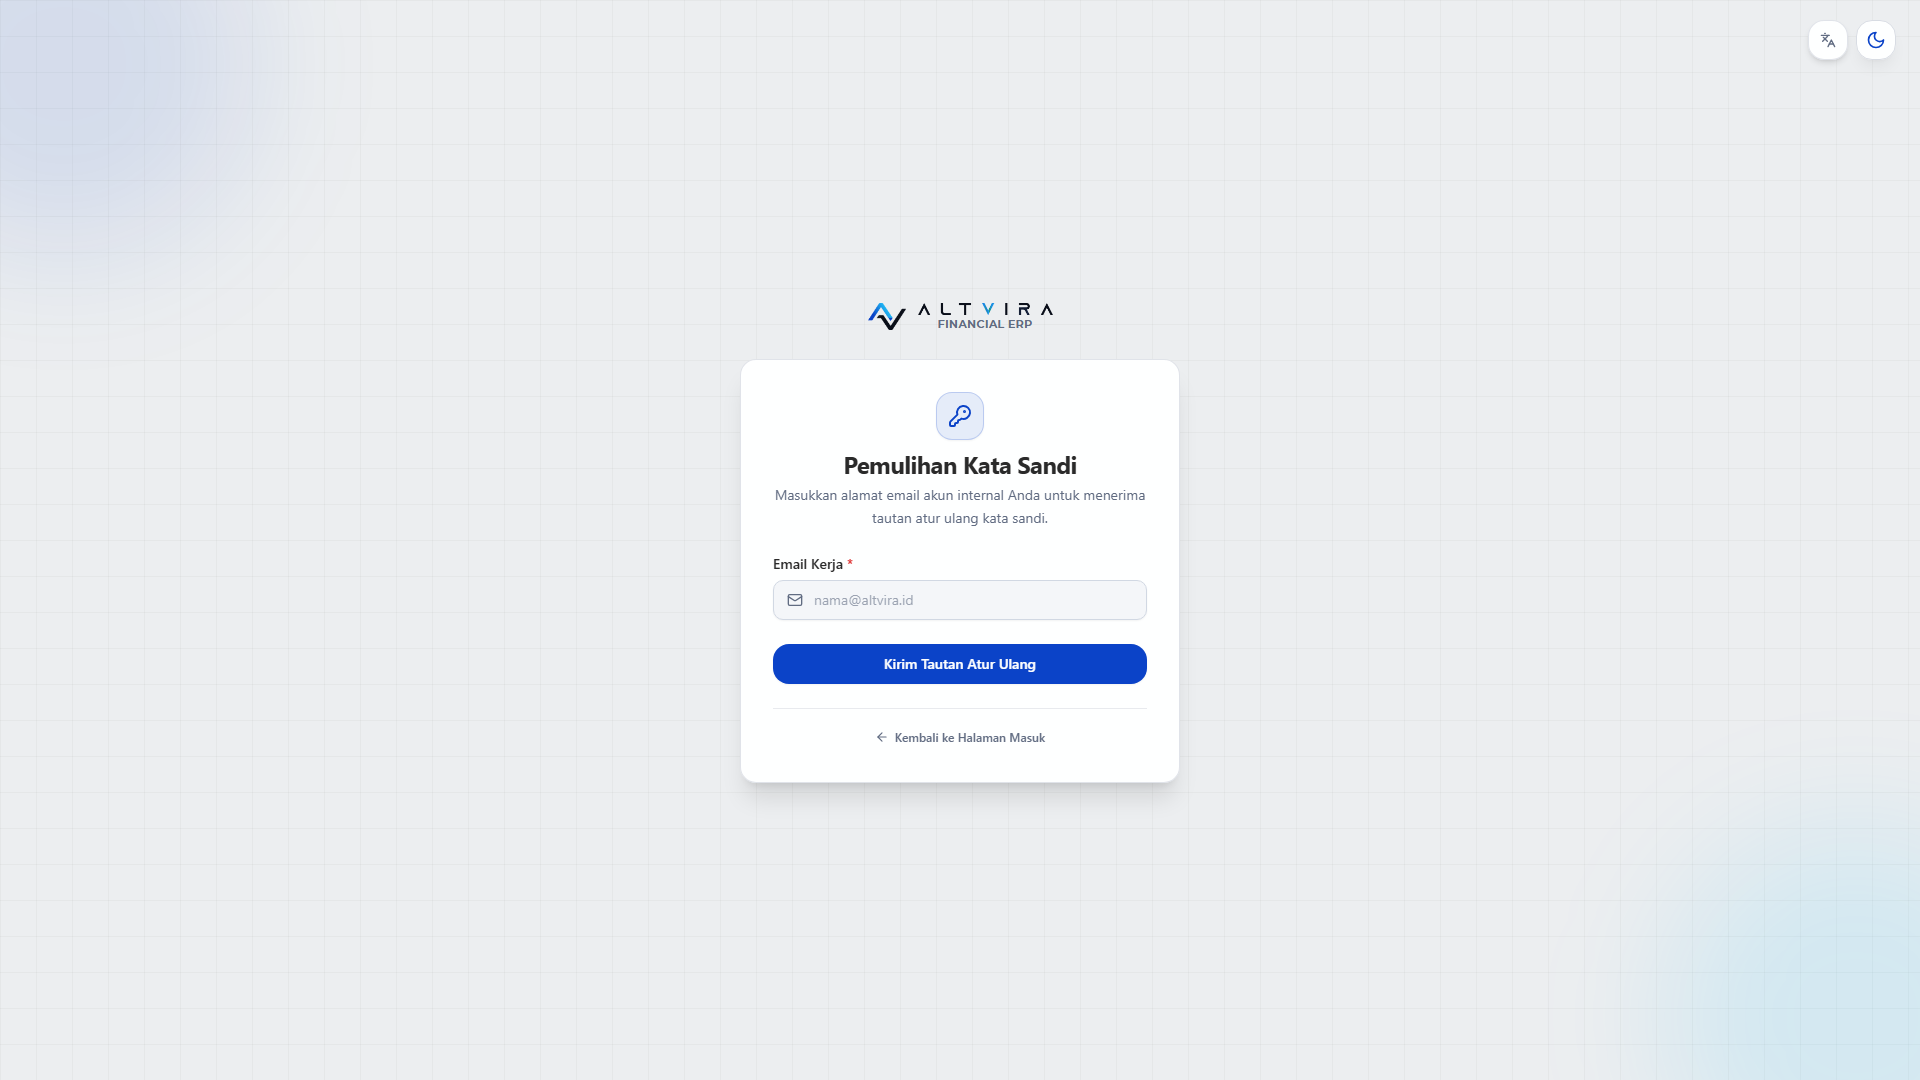 ALTVIRA
FINANCIAL ERP
Pemulihan Kata Sandi
Masukkan alamat email akun internal Anda untuk menerima
tautan atur ulang kata sandi.
Email Kerja *
nama@altvira.id
Kirim Tautan Atur Ulang
Kembali ke Halaman Masuk